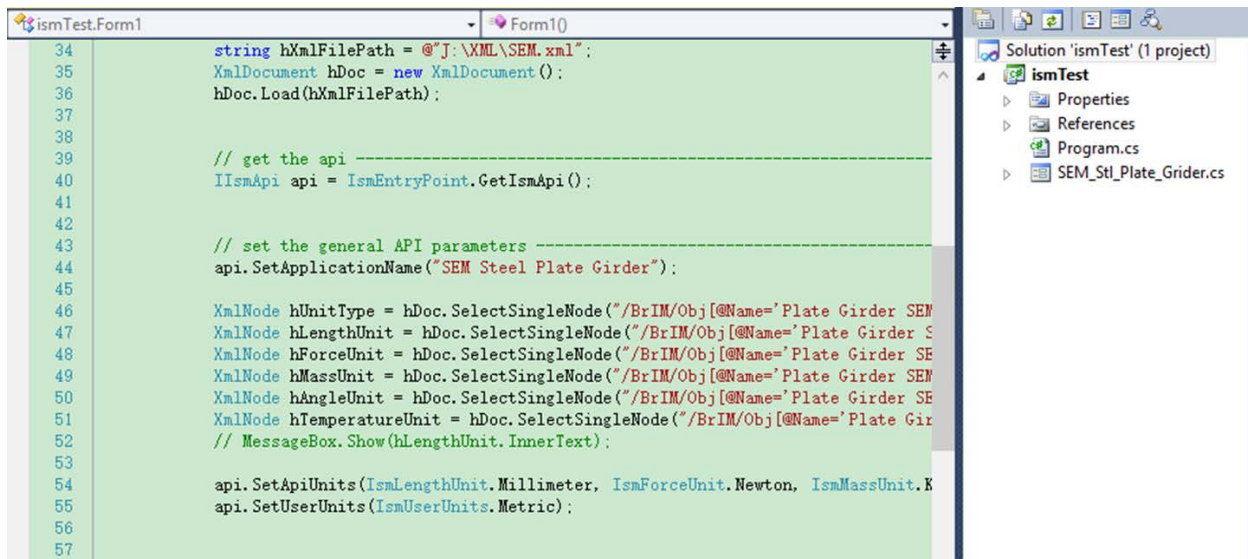 ismTest.Form1
Form1()
34 string hXmlFilePath = @"J:\XML\SEM.xml";
35 XmlDocument hDoc = new XmlDocument();
36 hDoc.Load(hXmlFilePath);
37
38
39 // get the api -------------------------------------------------------------
40 IIsmApi api = IsmEntryPoint.GetIsmApi();
41
42
43 // set the general API parameters ------------------------------------------
44 api.SetApplicationName("SEM Steel Plate Girder");
45
46 XmlNode hUnitType = hDoc.SelectSingleNode("/BrIM/Obj[@Name='Plate Girder SEM
47 XmlNode hLengthUnit = hDoc.SelectSingleNode("/BrIM/Obj[@Name='Plate Girder S
48 XmlNode hForceUnit = hDoc.SelectSingleNode("/BrIM/Obj[@Name='Plate Girder SE
49 XmlNode hMassUnit = hDoc.SelectSingleNode("/BrIM/Obj[@Name='Plate Girder SEM
50 XmlNode hAngleUnit = hDoc.SelectSingleNode("/BrIM/Obj[@Name='Plate Girder SE
51 XmlNode hTemperatureUnit = hDoc.SelectSingleNode("/BrIM/Obj[@Name='Plate Gir
52 // MessageBox.Show(hLengthUnit.InnerText);
53
54 api.SetApiUnits(IsmLengthUnit.Millimeter, IsmForceUnit.Newton, IsmMassUnit.K
55 api.SetUserUnits(IsmUserUnits.Metric);
56
57
Solution 'ismTest' (1 project)
ismTest
Properties
References
Program.cs
SEM_Stl_Plate_Grider.cs